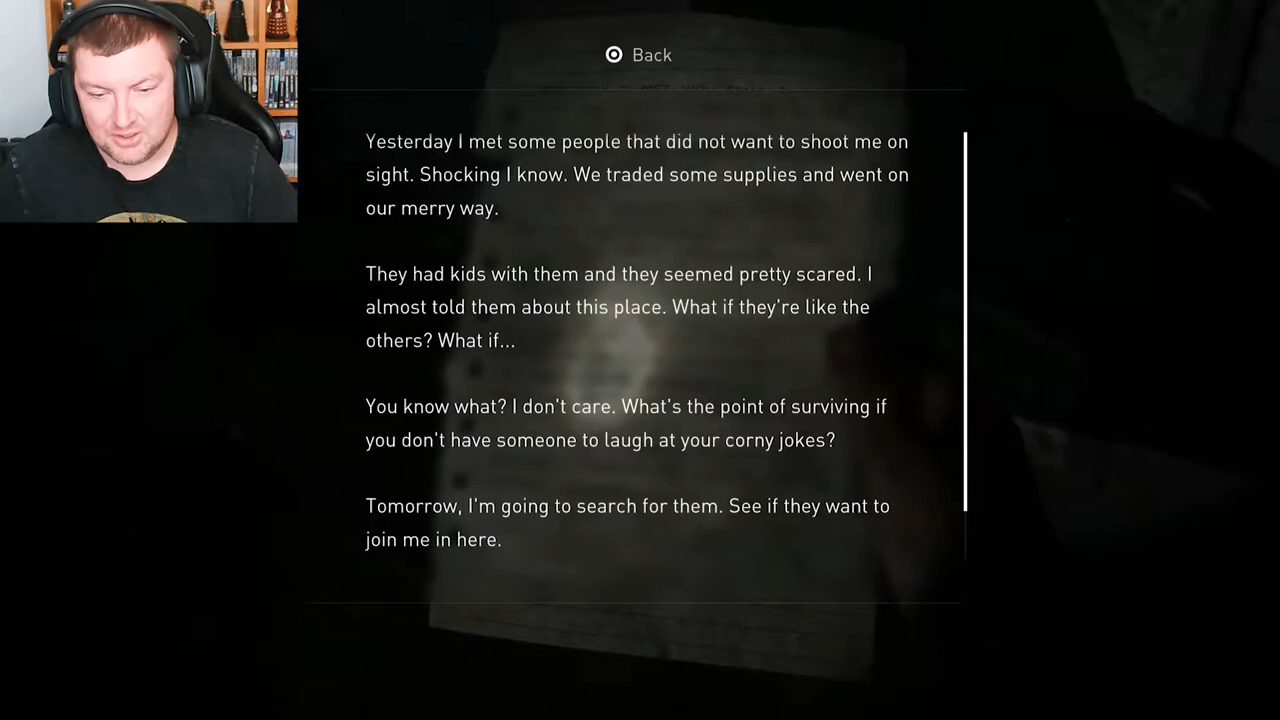 Back
Yesterday I met some people that did not want to shoot me on
sight. Shocking I know. We traded some supplies and went on
our merry way.
They had kids with them and they seemed pretty scared. I
almost told them about this place. What if they're like the
others? What if...
You know what? I don't care. What's the point of surviving if
you don't have someone to laugh at your corny jokes?
Tomorrow, I'm going to search for them. See if they want to
join me in here.